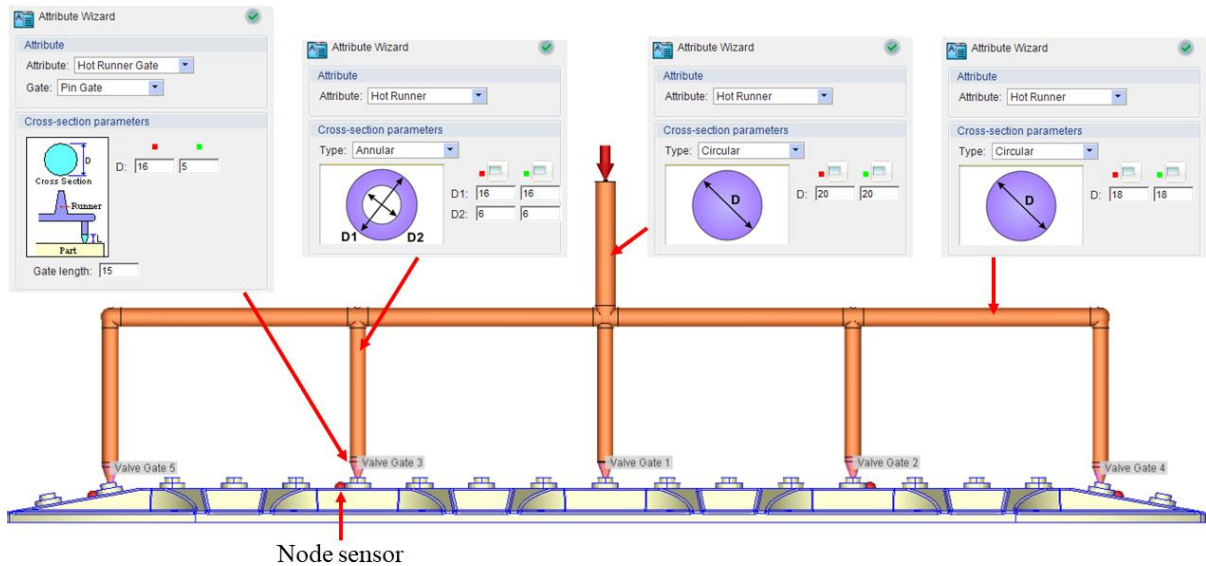 Attribute Wizard
Attribute
Attribute: Hot Runner Gate
Gate: Pin Gate
Cross-section parameters
D
Cross Section
Runner
L
Part
D: 16 5
Gate length: 15
Attribute Wizard
Attribute
Attribute: Hot Runner
Cross-section parameters
Type: Annular
D1 D2
D1: 16 16
D2: 6 6
Attribute Wizard
Attribute
Attribute: Hot Runner
Cross-section parameters
Type: Circular
D
D: 20 20
Attribute Wizard
Attribute
Attribute: Hot Runner
Cross-section parameters
Type: Circular
D
D: 18 18
Valve Gate 5
Valve Gate 3
Valve Gate 1
Valve Gate 2
Valve Gate 4
Node sensor